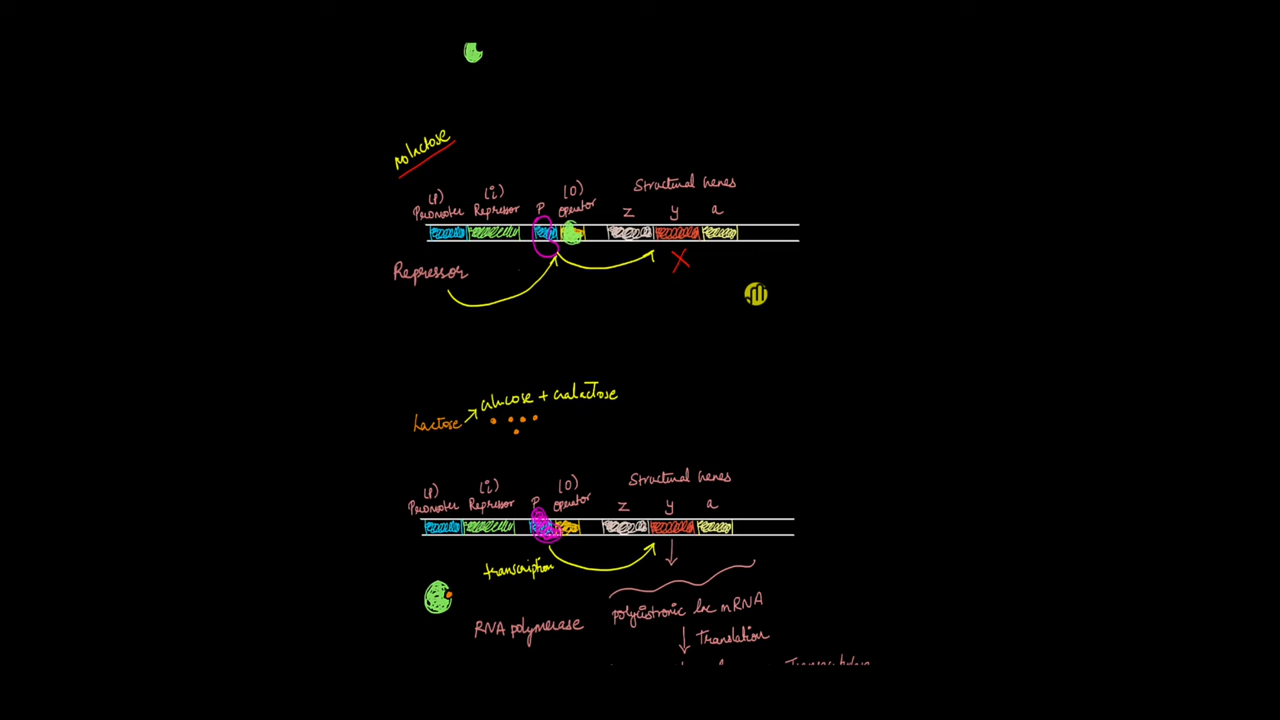 no lactose
Structural Genes
(P) (i) (O)
Promoter Repressor P operator z y a
Repressor
Glucose + Galactose
Lactose
Structural Genes
(P) (i) (O)
Promoter Repressor P operator z y a
transcription
polycistronic lac mRNA
RNA polymerase
Translation